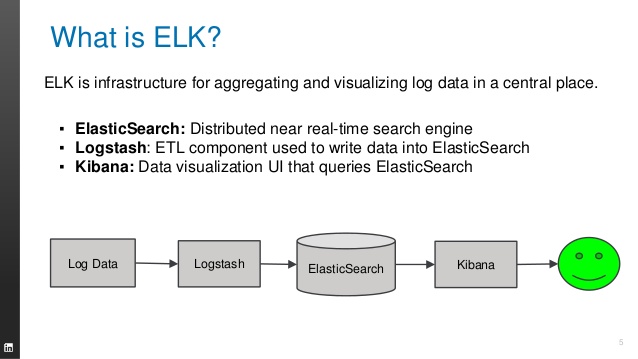 What is ELK?
ELK is infrastructure for aggregating and visualizing log data in a central place.
▪ ElasticSearch: Distributed near real-time search engine
▪ Logstash: ETL component used to write data into ElasticSearch
▪ Kibana: Data visualization UI that queries ElasticSearch
Log Data
Logstash
ElasticSearch
Kibana
in
5